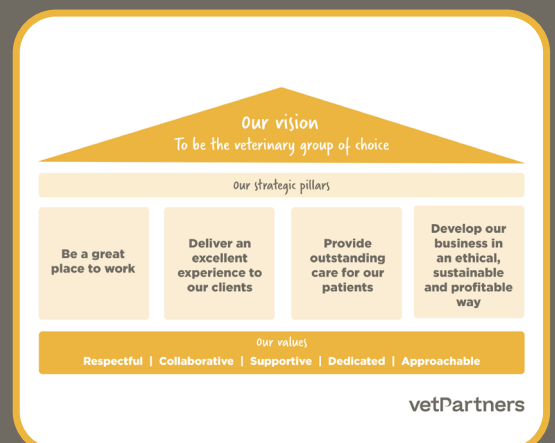 Our vision
To be the veterinary group of choice
Our strategic pillars
Be a great
place to work
Deliver an
excellent
experience to
our clients
Provide
outstanding
care for our
patients
Develop our
business in
an ethical,
sustainable
and profitable
way
Our values
Respectful | Collaborative | Supportive | Dedicated | Approachable
vetPartners